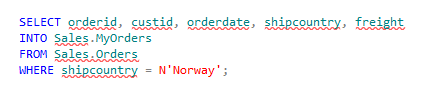 SELECT orderid, custid, orderdate, shipcountry, freight
INTO Sales.MyOrders
FROM Sales.Orders
WHERE shipcountry = N'Norway';